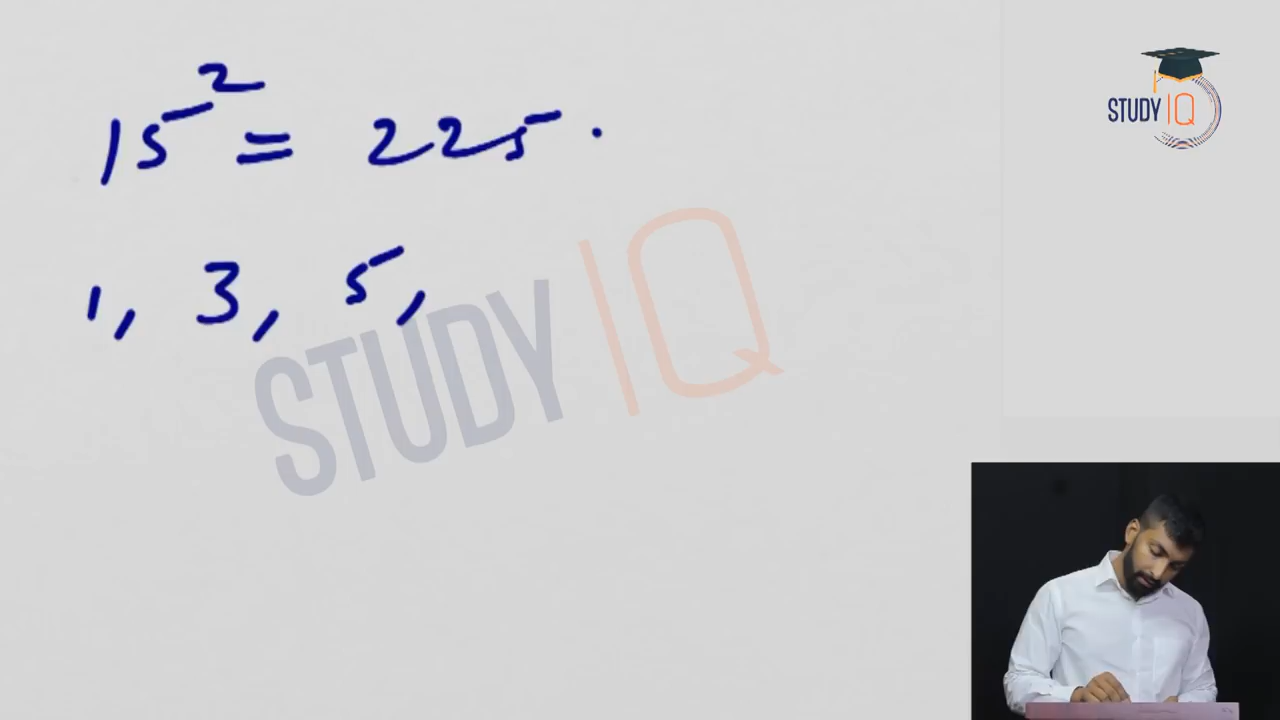 15² = 225.
1, 3, 5,
STUDY IQ
STUDY IQ